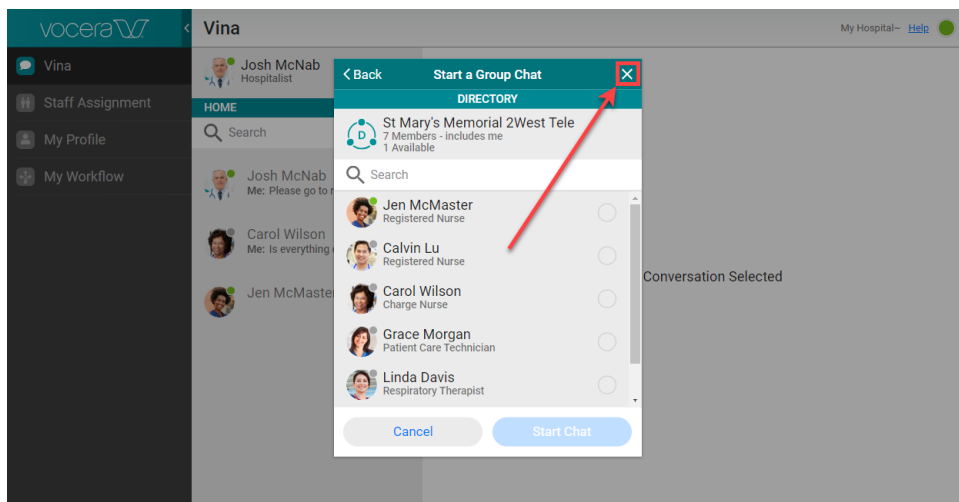 vocera
Vina
My Hospital~ Help
Vina
Staff Assignment
My Profile
My Workflow
Josh McNab
Hospitalist
HOME
Search
Josh McNab
Me: Please go to
Carol Wilson
Me: Is everything
Jen McMaster
< Back Start a Group Chat X
DIRECTORY
D
St Mary's Memorial 2West Tele
7 Members - includes me
1 Available
Search
Jen McMaster
Registered Nurse
Calvin Lu
Registered Nurse
Carol Wilson
Charge Nurse
Grace Morgan
Patient Care Technician
Linda Davis
Respiratory Therapist
Cancel Start Chat
Conversation Selected